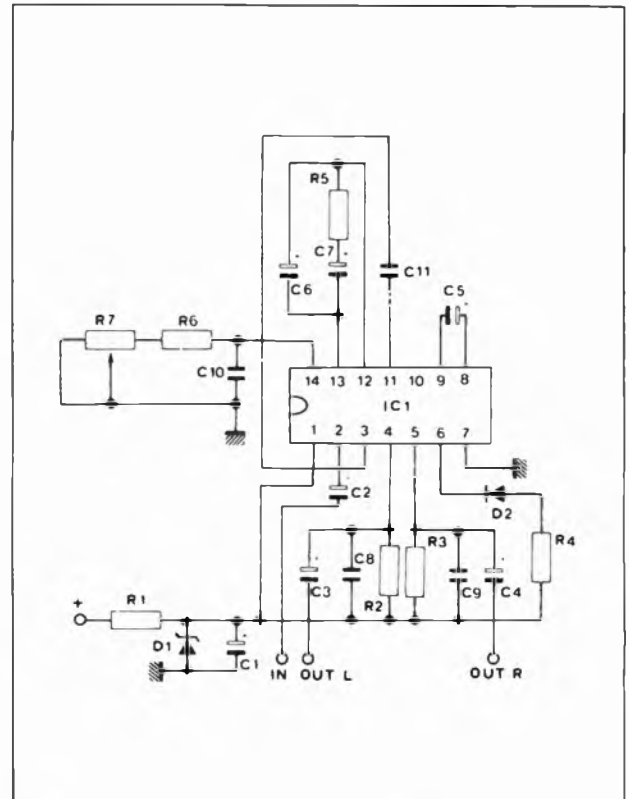 R5
C7
C6
C11
C5
R7
R6
C10
14 13 12 11 10 9 8
IC1
1 2 3 4 5 6 7
C2
D2
R3
R4
C3
C8
R2
C9
C4
+
R1
D1
C1
IN
OUT L
OUT R